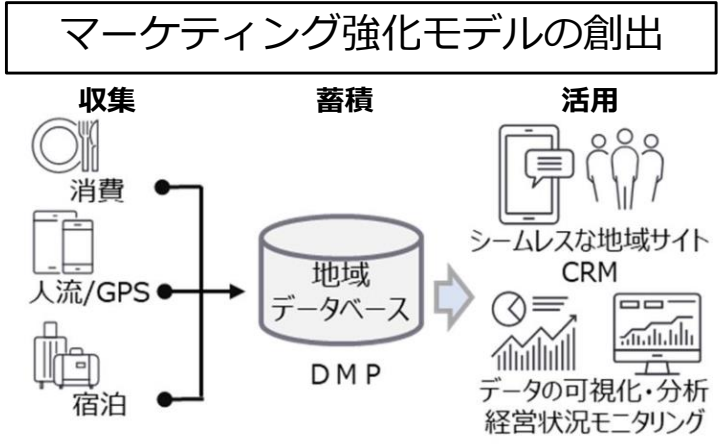 マーケティング強化モデルの創出
収集
蓄積
活用
消費
人流/GPS
宿泊
地域
データベース
DMP
シームレスな地域サイト
CRM
データの可視化・分析
経営状況モニタリング